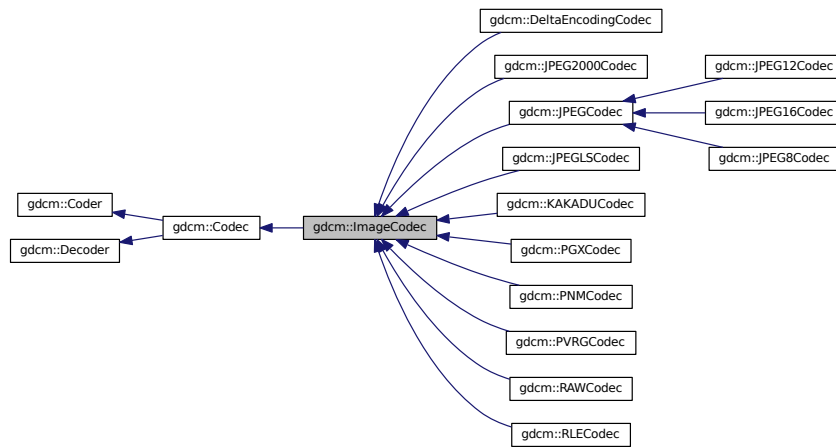 gdcm::DeltaEncodingCodec
gdcm::JPEG2000Codec
gdcm::JPEG12Codec
gdcm::JPEGCodec
gdcm::JPEG16Codec
gdcm::JPEGLSCodec
gdcm::JPEG8Codec
gdcm::Coder
gdcm::KAKADUCodec
gdcm::Codec
gdcm::ImageCodec
gdcm::Decoder
gdcm::PGXCodec
gdcm::PNMCodec
gdcm::PVRGCodec
gdcm::RAWCodec
gdcm::RLECodec